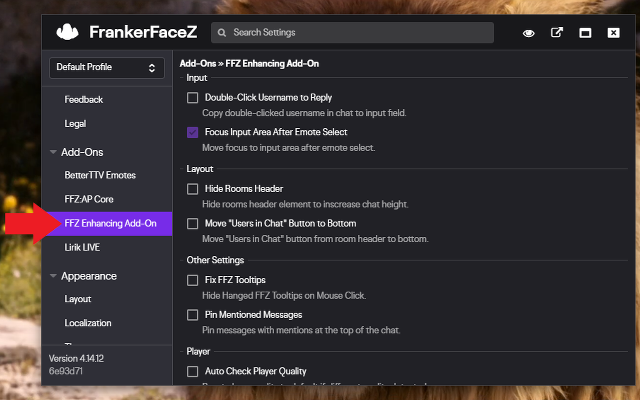 FrankerFaceZ
Search Settings
Default Profile
Feedback
Legal
Add-Ons
BetterTTV Emotes
FFZ:AP Core
FFZ Enhancing Add-On
Lirik LIVE
Appearance
Layout
Localization
Version 4.14.12
6e93d71
Add-Ons » FFZ Enhancing Add-On
Input
Double-Click Username to Reply
Copy double-clicked username in chat to input field.
Focus Input Area After Emote Select
Move focus to input area after emote select.
Layout
Hide Rooms Header
Hide rooms header element to inscrease chat height.
Move "Users in Chat" Button to Bottom
Move "Users in Chat" button from room header to bottom.
Other Settings
Fix FFZ Tooltips
Hide Hanged FFZ Tooltips on Mouse Click.
Pin Mentioned Messages
Pin messages with mentions at the top of the chat.
Player
Auto Check Player Quality